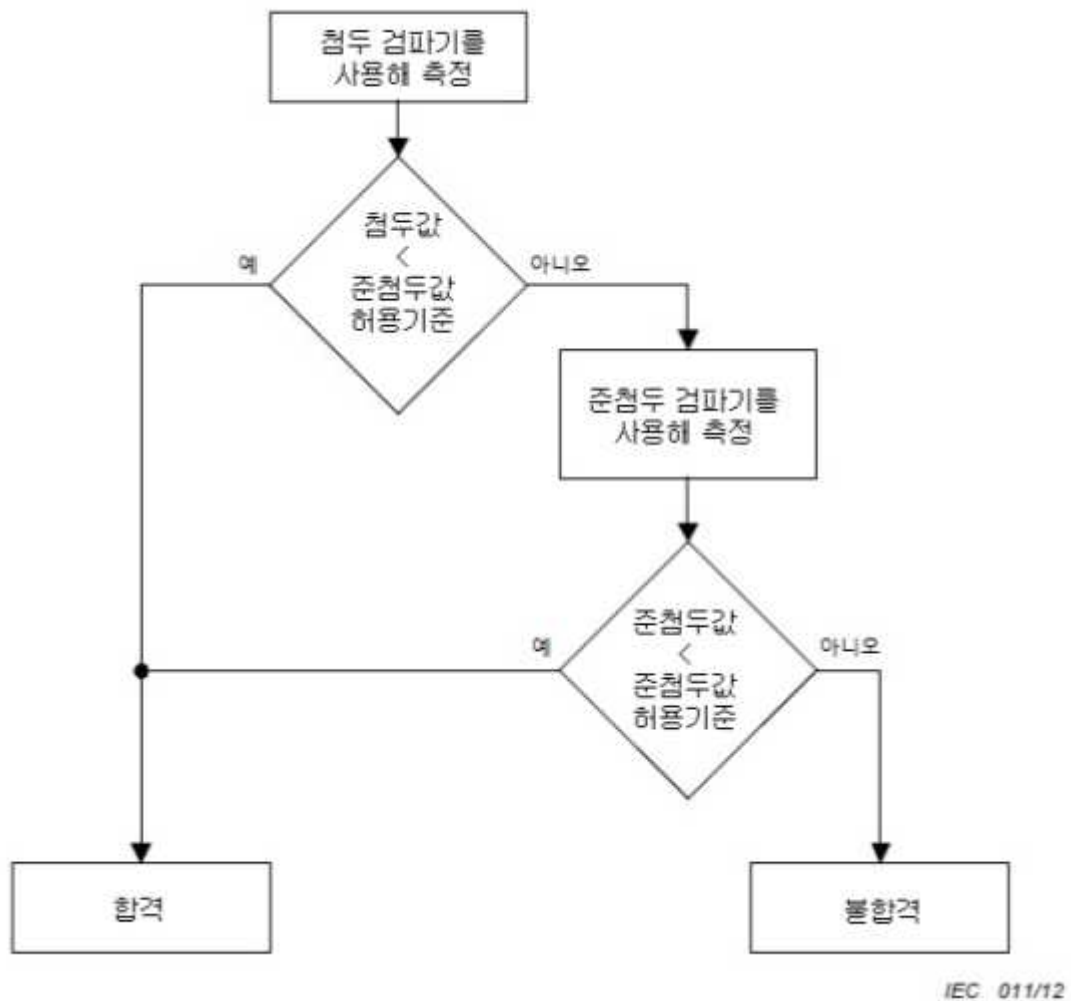 첨두 검파기를
사용해 측정
첨두값
<
준첨두값
허용기준
예
아니오
준첨두 검파기를
사용해 측정
준첨두값
<
준첨두값
허용기준
예
아니오
합격
불합격
IEC 011/12